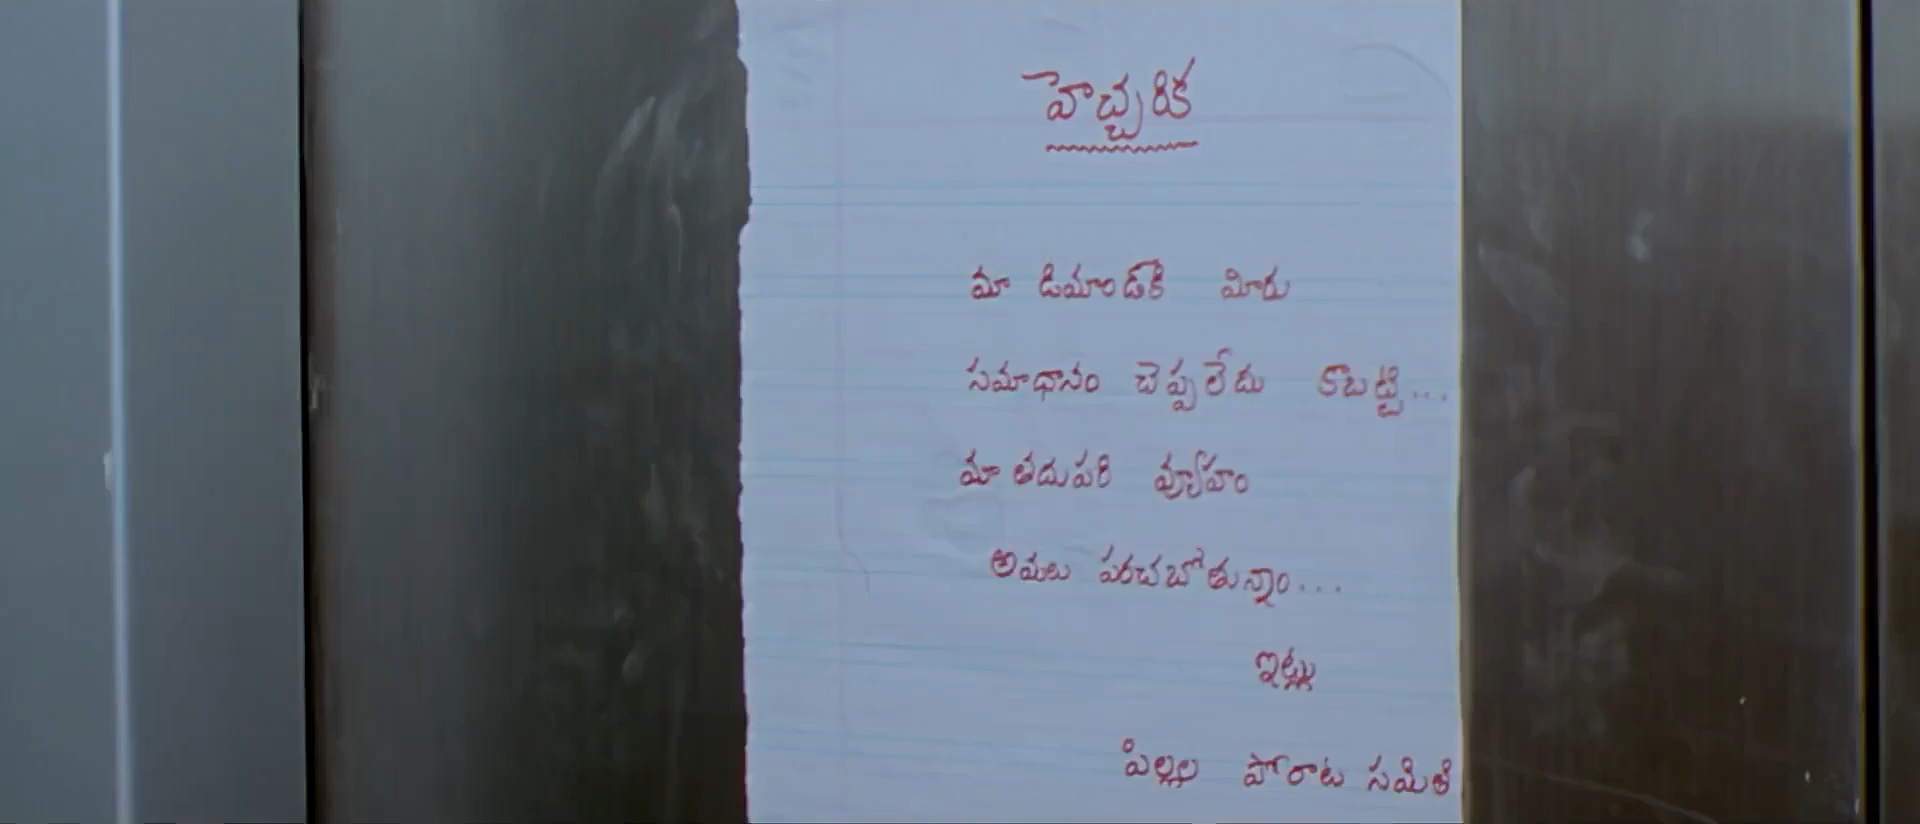 హెచ్చరిక
మా డిమాండ్‌కి మీరు
సమాధానం చెప్పలేదు కాబట్టి...
మా తదుపరి వ్యూహం
అమలు పరచబోతున్నాం...
ఇట్లు
పిల్లల పోరాట సమితి